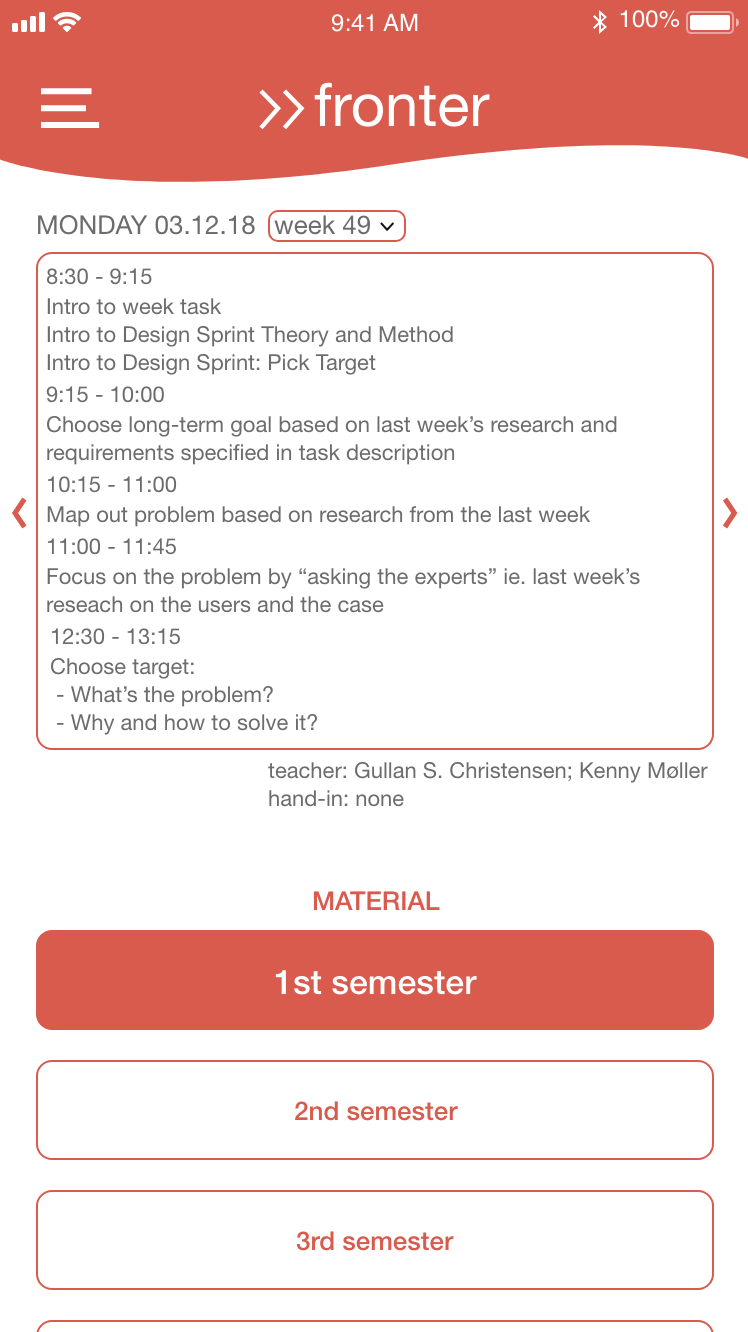 9:41 AM
100%
fronter
MONDAY 03.12.18 week 49
8:30 - 9:15
Intro to week task
Intro to Design Sprint Theory and Method
Intro to Design Sprint: Pick Target
9:15 - 10:00
Choose long-term goal based on last week’s research and
requirements specified in task description
10:15 - 11:00
Map out problem based on research from the last week
11:00 - 11:45
Focus on the problem by “asking the experts” ie. last week’s
reseach on the users and the case
12:30 - 13:15
Choose target:
- What’s the problem?
- Why and how to solve it?
teacher: Gullan S. Christensen; Kenny Møller
hand-in: none
MATERIAL
1st semester
2nd semester
3rd semester